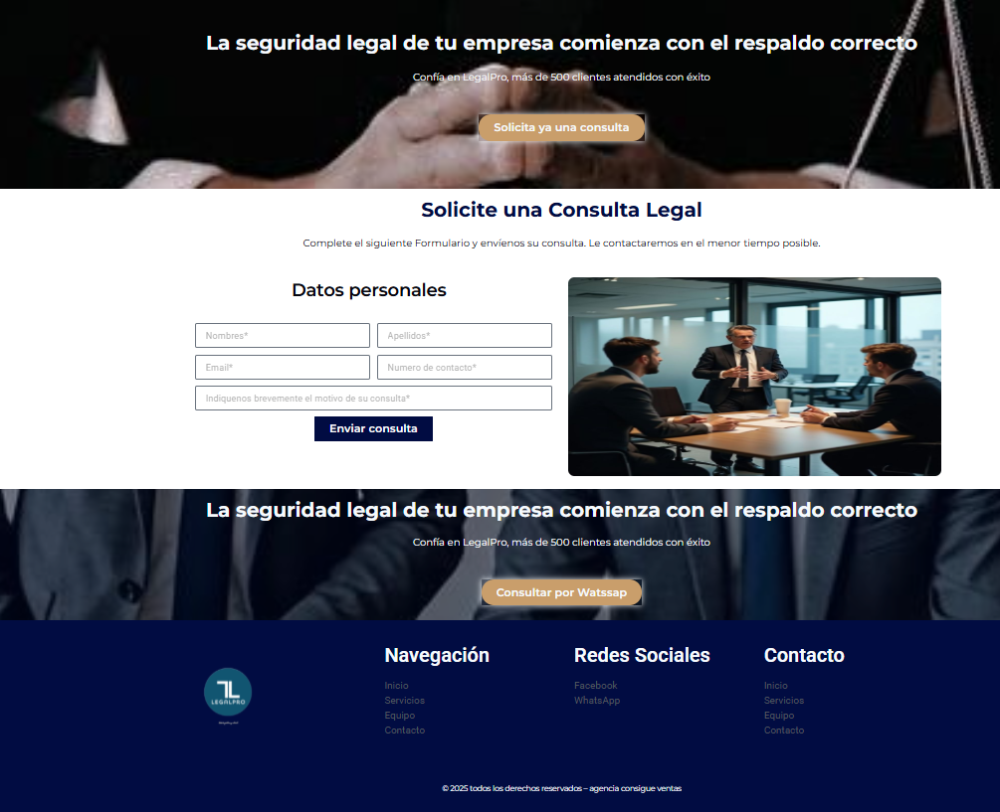 La seguridad legal de tu empresa comienza con el respaldo correcto
Confía en LegalPro, más de 500 clientes atendidos con éxito
Solicita ya una consulta
Solicite una Consulta Legal
Complete el siguiente Formulario y envíenos su consulta. Le contactaremos en el menor tiempo posible.
Datos personales
Nombres*
Apellidos*
Email*
Numero de contacto*
Indiquenos brevemente el motivo de su consulta*
Enviar consulta
La seguridad legal de tu empresa comienza con el respaldo correcto
Confía en LegalPro, más de 500 clientes atendidos con éxito
Consultar por Watssap
LEGALPRO
Navegación
Inicio
Servicios
Equipo
Contacto
Redes Sociales
Facebook
WhatsApp
Contacto
Inicio
Servicios
Equipo
Contacto
© 2025 todos los derechos reservados – agencia consigue ventas